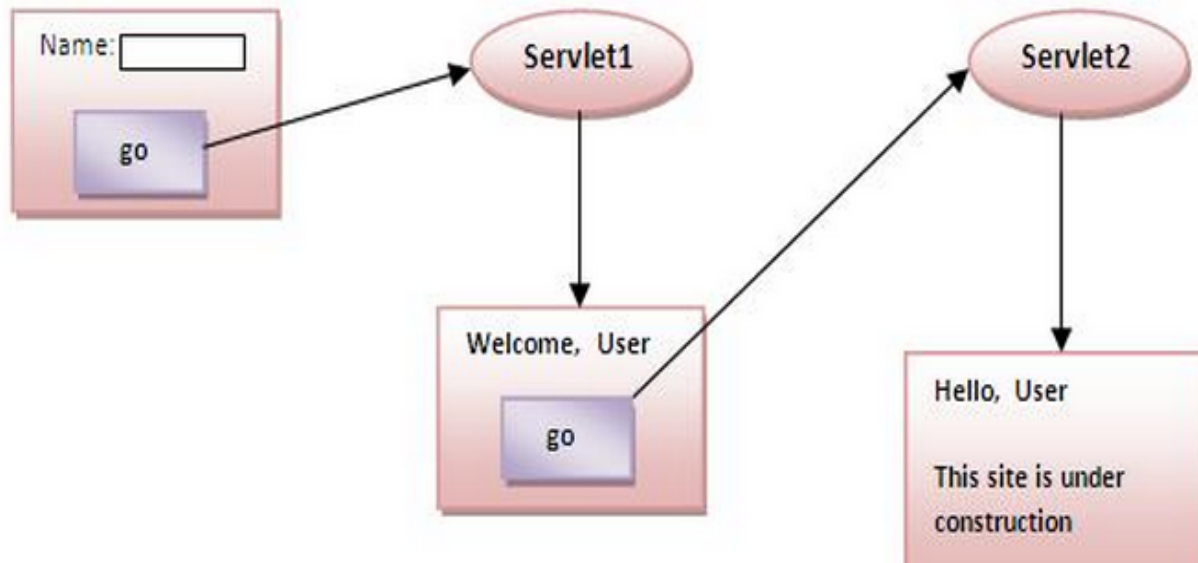 Name:
go
Servlet1
Welcome, User
go
Servlet2
Hello, User
This site is under
construction